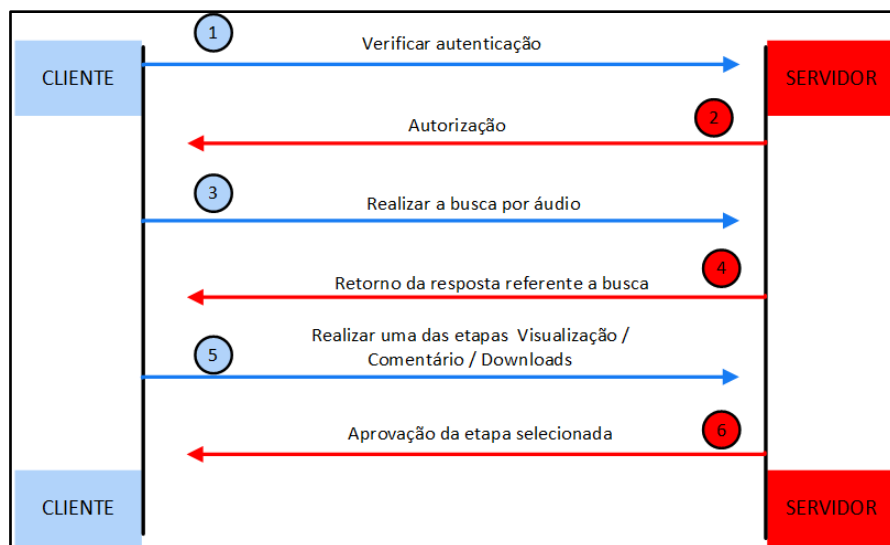 1
Verificar autenticação
CLIENTE
SERVIDOR
Autorização
2
3
Realizar a busca por áudio
Retorno da resposta referente a busca
4
Realizar uma das etapas Visualização /
Comentário / Downloads
5
Aprovação da etapa selecionada
6
CLIENTE
SERVIDOR